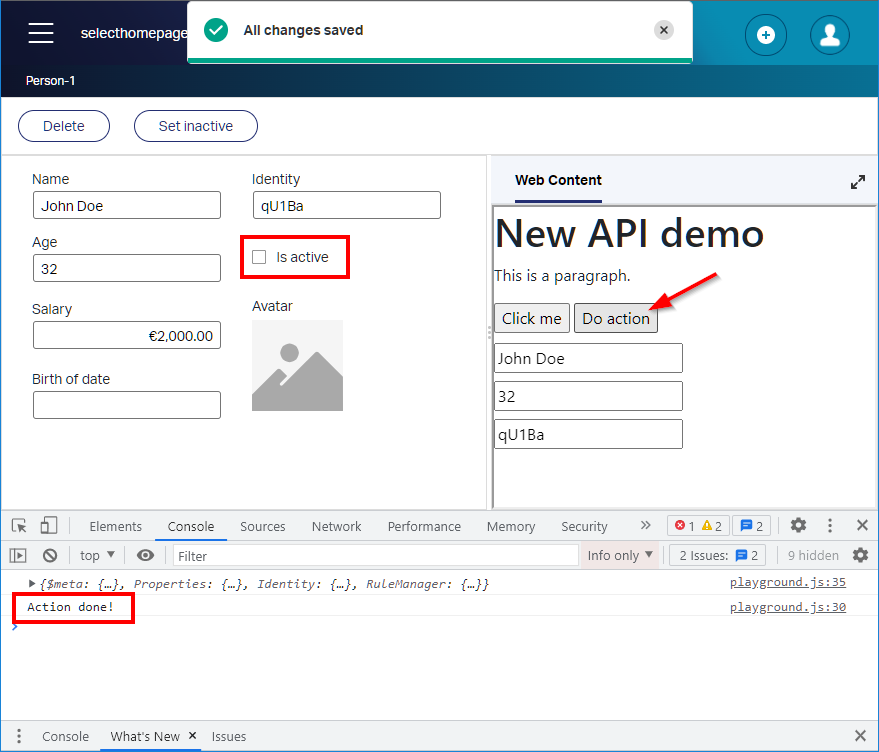 selecthomepage
All changes saved
Person-1
Delete
Set inactive
Name
Identity
John Doe
qU1Ba
Age
32
Is active
Salary
€2,000.00
Avatar
Birth of date
Web Content
New API demo
This is a paragraph.
Click me
Do action
John Doe
32
qU1Ba
Elements Console Sources Network Performance Memory Security » 1 2 2
top Filter Info only 2 Issues: 2 9 hidden
{$meta: {…}, Properties: {…}, Identity: {…}, RuleManager: {…}} playground.js:35
Action done! playground.js:30
Console What's New Issues